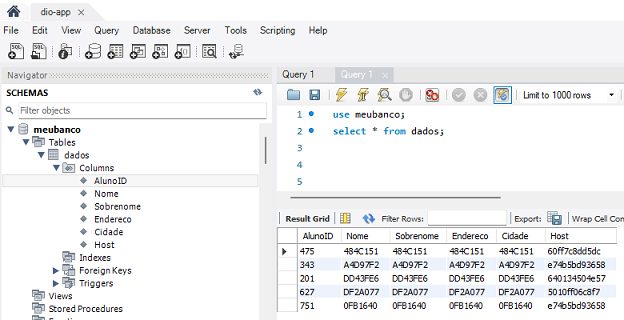 dio-app
File Edit View Query Database Server Tools Scripting Help
Navigator
SCHEMAS
Filter objects
meubanco
Tables
dados
Columns
AlunoID
Nome
Sobrenome
Endereco
Cidade
Host
Indexes
Foreign Keys
Triggers
Views
Stored Procedures
Query 1 Query 1
Limit to 1000 rows
1 use meubanco;
2 select * from dados;
3
4
5
Result Grid Filter Rows: Export: Wrap Cell Con
AlunoID Nome Sobrenome Endereco Cidade Host
475 484C151 484C151 484C151 484C151 60ff7c8dd5dc
343 A4D97F2 A4D97F2 A4D97F2 A4D97F2 e74b5bd93658
201 DD43FE6 DD43FE6 DD43FE6 DD43FE6 640134504e57
627 DF2A077 DF2A077 DF2A077 DF2A077 5010ff06c8f7
751 0FB1640 0FB1640 0FB1640 0FB1640 e74b5bd93658